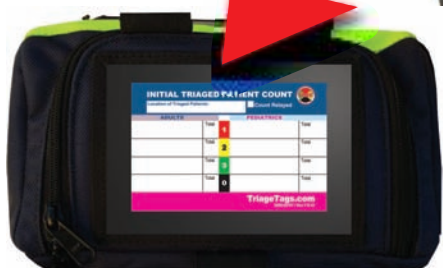 INITIAL TRIAGED PATIENT COUNT
Location of Triaged Patients
Count Relayed
ADULTS PEDIATRICS
Total 1 Total
Total 2 Total
Total 3 Total
Total 0 Total
TriageTags.com